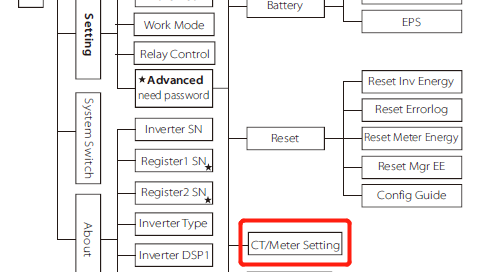 Setting
Work Mode
Relay Control
★Advanced
need password
System Switch
Inverter SN
Register1 SN★
Register2 SN★
About
Inverter Type
Inverter DSP1
Battery
EPS
Reset
Reset Inv Energy
Reset Errorlog
Reset Meter Energy
Reset Mgr EE
Config Guide
CT/Meter Setting